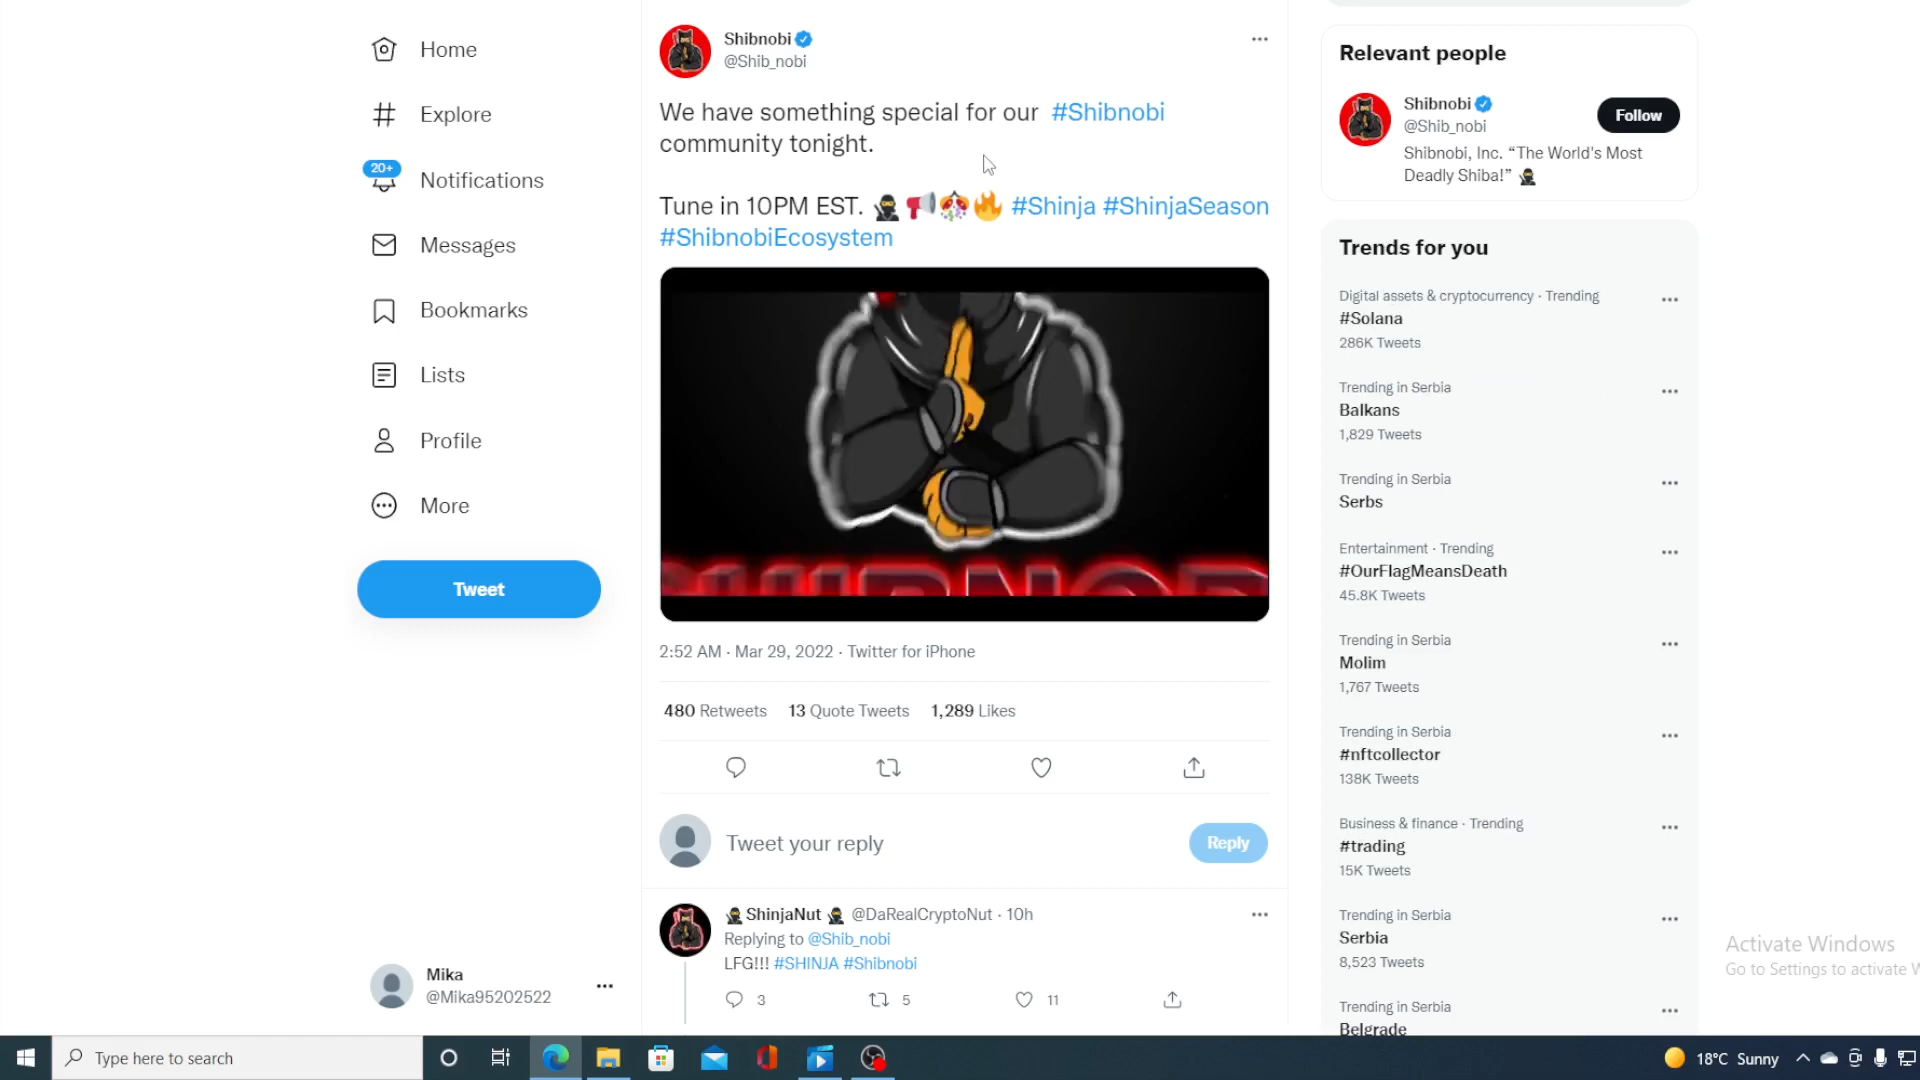 Home
Explore
20+
Notifications
Messages
Bookmarks
Lists
Profile
More
Tweet
Mika
@Mika95202522
Shibnobi
@Shib_nobi
We have something special for our #Shibnobi
community tonight.
Tune in 10PM EST. #Shinja #ShinjaSeason
#ShibnobiEcosystem
SHIBNOBI
2:52 AM · Mar 29, 2022 · Twitter for iPhone
480 Retweets 13 Quote Tweets 1,289 Likes
Tweet your reply
Reply
ShinjaNut @DaRealCryptoNut · 10h
Replying to @Shib_nobi
LFG!!! #SHINJA #Shibnobi
3 5 11
Relevant people
Shibnobi
@Shib_nobi
Follow
Shibnobi, Inc. “The World's Most
Deadly Shiba!”
Trends for you
Digital assets & cryptocurrency · Trending
#Solana
286K Tweets
Trending in Serbia
Balkans
1,829 Tweets
Trending in Serbia
Serbs
Entertainment · Trending
#OurFlagMeansDeath
45.8K Tweets
Trending in Serbia
Molim
1,767 Tweets
Trending in Serbia
#nftcollector
138K Tweets
Business & finance · Trending
#trading
15K Tweets
Trending in Serbia
Serbia
8,523 Tweets
Trending in Serbia
Belgrade
Activate Windows
Go to Settings to activate W
Type here to search
18°C Sunny